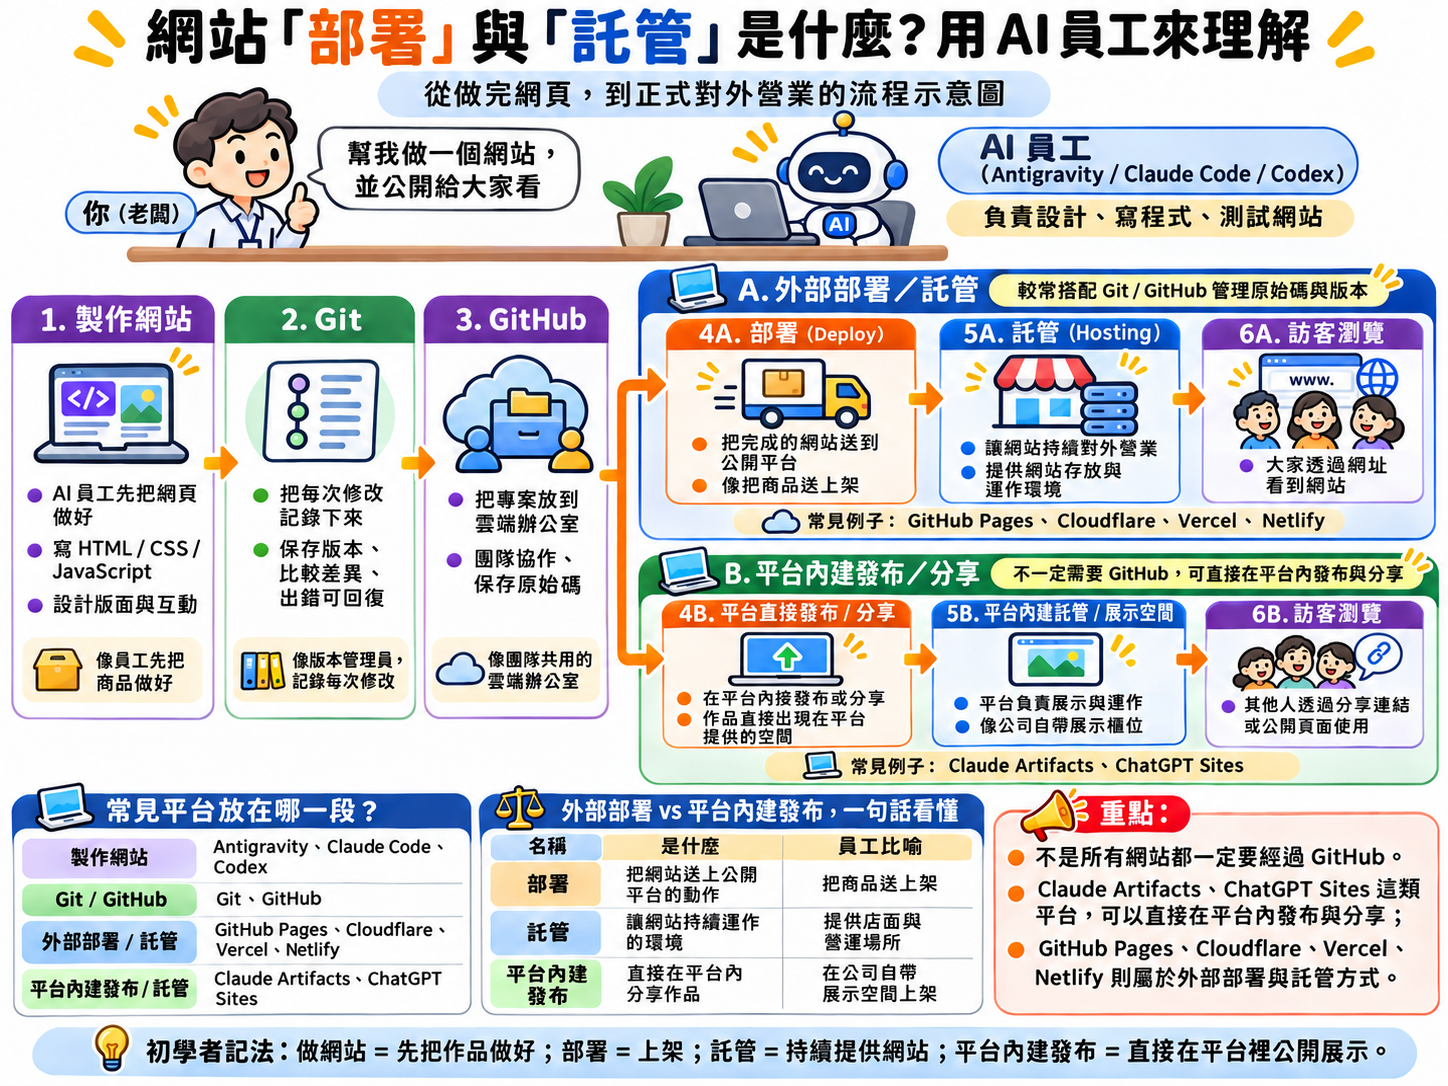 網站「部署」與「託管」是什麼？用 AI 員工來理解
從做完網頁，到正式對外營業的流程示意圖
你（老闆）
幫我做一個網站，
並公開給大家看
AI
AI 員工
（Antigravity / Claude Code / Codex）
負責設計、寫程式、測試網站
1. 製作網站
</>
AI 員工先把網頁
做好
寫 HTML / CSS /
JavaScript
設計版面與互動
像員工先把
商品做好
2. Git
把每次修改
記錄下來
保存版本、
比較差異、
出錯可回復
像版本管理員，
記錄每次修改
3. GitHub
把專案放到
雲端辦公室
團隊協作、
保存原始碼
像團隊共用的
雲端辦公室
A. 外部部署／託管
較常搭配 Git / GitHub 管理原始碼與版本
4A. 部署（Deploy）
把完成的網站送到
公開平台
像把商品送上架
5A. 託管（Hosting）
讓網站持續對外營業
提供網站存放與
運作環境
6A. 訪客瀏覽
www.
大家透過網址
看到網站
常見例子： GitHub Pages、Cloudflare、Vercel、Netlify
B. 平台內建發布／分享
不一定需要 GitHub，可直接在平台內發布與分享
4B. 平台直接發布 / 分享
在平台內接發布或分享
作品直接出現在平台
提供的空間
5B. 平台內建託管 / 展示空間
平台負責展示與運作
像公司自帶展示櫃位
6B. 訪客瀏覽
其他人透過分享連結
或公開頁面使用
常見例子： Claude Artifacts、ChatGPT Sites
常見平台放在哪一段？
製作網站
Antigravity、Claude Code、
Codex
Git / GitHub
Git、GitHub
外部部署 / 託管
GitHub Pages、Cloudflare、
Vercel、Netlify
平台內建發布 / 託管
Claude Artifacts、ChatGPT
Sites
外部部署 vs 平台內建發布，一句話看懂
名稱
是什麼
員工比喻
部署
把網站送上公開
平台的動作
把商品送上架
託管
讓網站持續運作
的環境
提供店面與
營運場所
平台內建
發布
直接在平台內
分享作品
在公司自帶
展示空間上架
重點：
不是所有網站都一定要經過 GitHub。
Claude Artifacts、ChatGPT Sites 這類
平台，可以直接在平台內發布與分享；
GitHub Pages、Cloudflare、Vercel、
Netlify 則屬於外部部署與託管方式。
初學者記法：做網站 = 先把作品做好；部署 = 上架；託管 = 持續提供網站；平台內建發布 = 直接在平台裡公開展示。